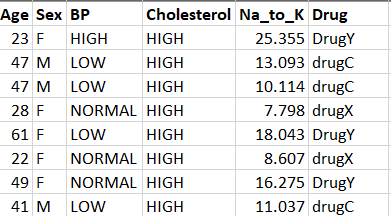 Age Sex BP Cholesterol Na_to_K Drug
23 F HIGH HIGH 25.355 DrugY
47 M LOW HIGH 13.093 drugC
47 M LOW HIGH 10.114 drugC
28 F NORMAL HIGH 7.798 drugX
61 F LOW HIGH 18.043 DrugY
22 F NORMAL HIGH 8.607 drugX
49 F NORMAL HIGH 16.275 DrugY
41 M LOW HIGH 11.037 drugC